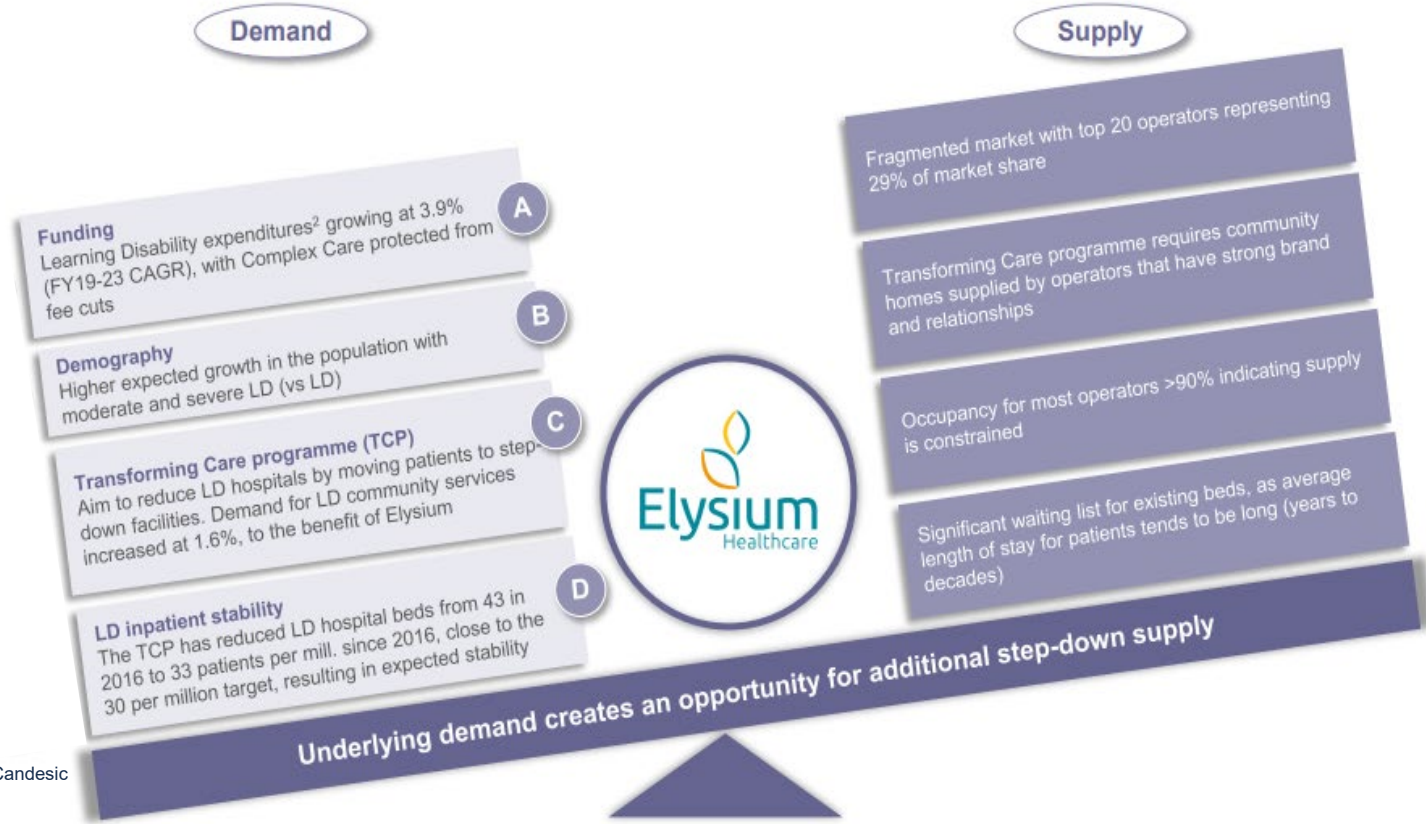 Demand
Supply
Funding
Learning Disability expenditures² growing at 3.9%
(FY19-23 CAGR), with Complex Care protected from
fee cuts
A
Demography
Higher expected growth in the population with
moderate and severe LD (vs LD)
B
Transforming Care programme (TCP)
Aim to reduce LD hospitals by moving patients to step-
down facilities. Demand for LD community services
increased at 1.6%, to the benefit of Elysium
C
LD inpatient stability
The TCP has reduced LD hospital beds from 43 in
2016 to 33 patients per mill. since 2016, close to the
30 per million target, resulting in expected stability
D
Elysium
Healthcare
Fragmented market with top 20 operators representing
29% of market share
Transforming Care programme requires community
homes supplied by operators that have strong brand
and relationships
Occupancy for most operators >90% indicating supply
is constrained
Significant waiting list for existing beds, as average
length of stay for patients tends to be long (years to
decades)
Underlying demand creates an opportunity for additional step-down supply
Candesic